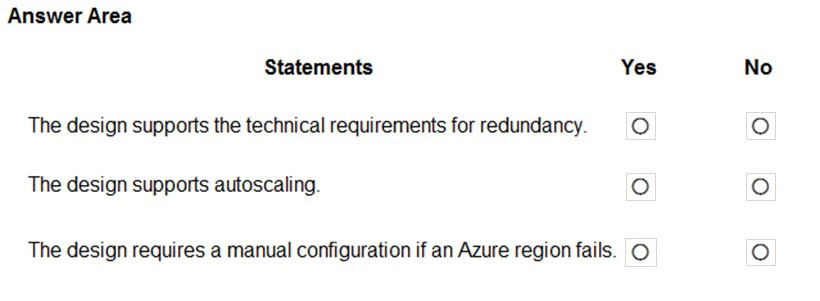 Answer Area
Statements Yes No
The design supports the technical requirements for redundancy.
The design supports autoscaling.
The design requires a manual configuration if an Azure region fails.